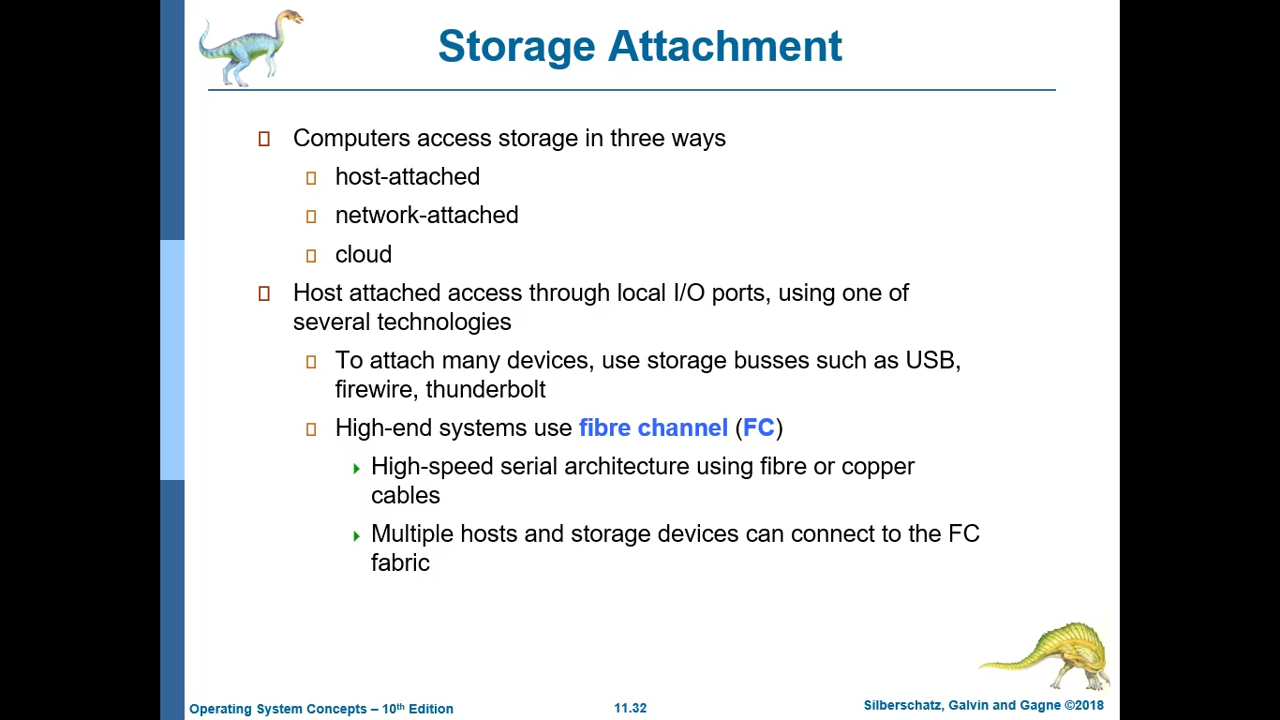 Storage Attachment
Computers access storage in three ways
host-attached
network-attached
cloud
Host attached access through local I/O ports, using one of
several technologies
To attach many devices, use storage busses such as USB,
firewire, thunderbolt
High-end systems use fibre channel (FC)
High-speed serial architecture using fibre or copper
cables
Multiple hosts and storage devices can connect to the FC
fabric
Operating System Concepts – 10th Edition
11.32
Silberschatz, Galvin and Gagne ©2018